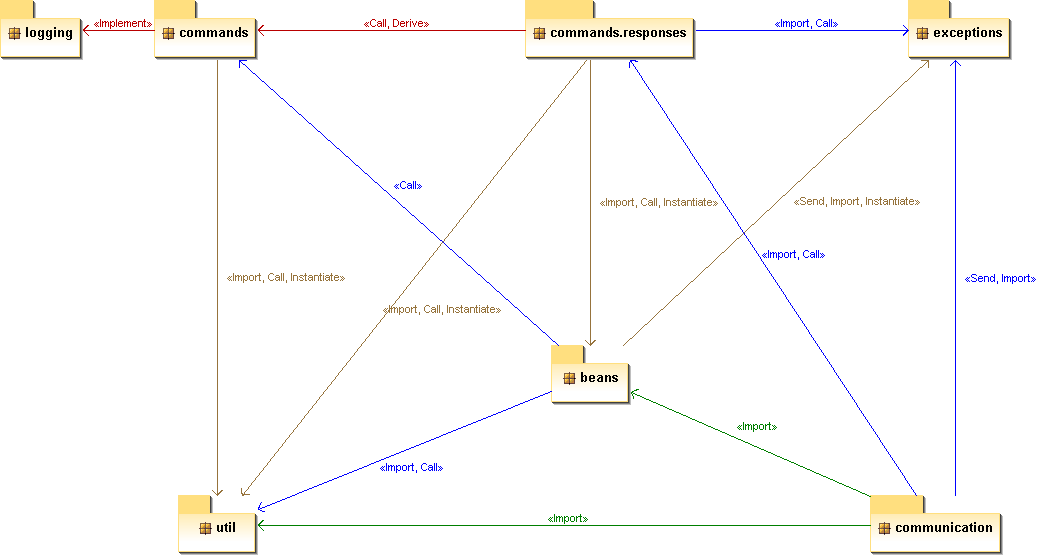 «Implement»
«Call, Derive»
«Import, Call»
logging
commands
commands.responses
exceptions
«Call»
«Import, Call, Instantiate»
«Send, Import, Instantiate»
«Import, Call»
«Import, Call, Instantiate»
«Send, Import»
«Import, Call, Instantiate»
beans
«Import»
«Import, Call»
«Import»
util
communication